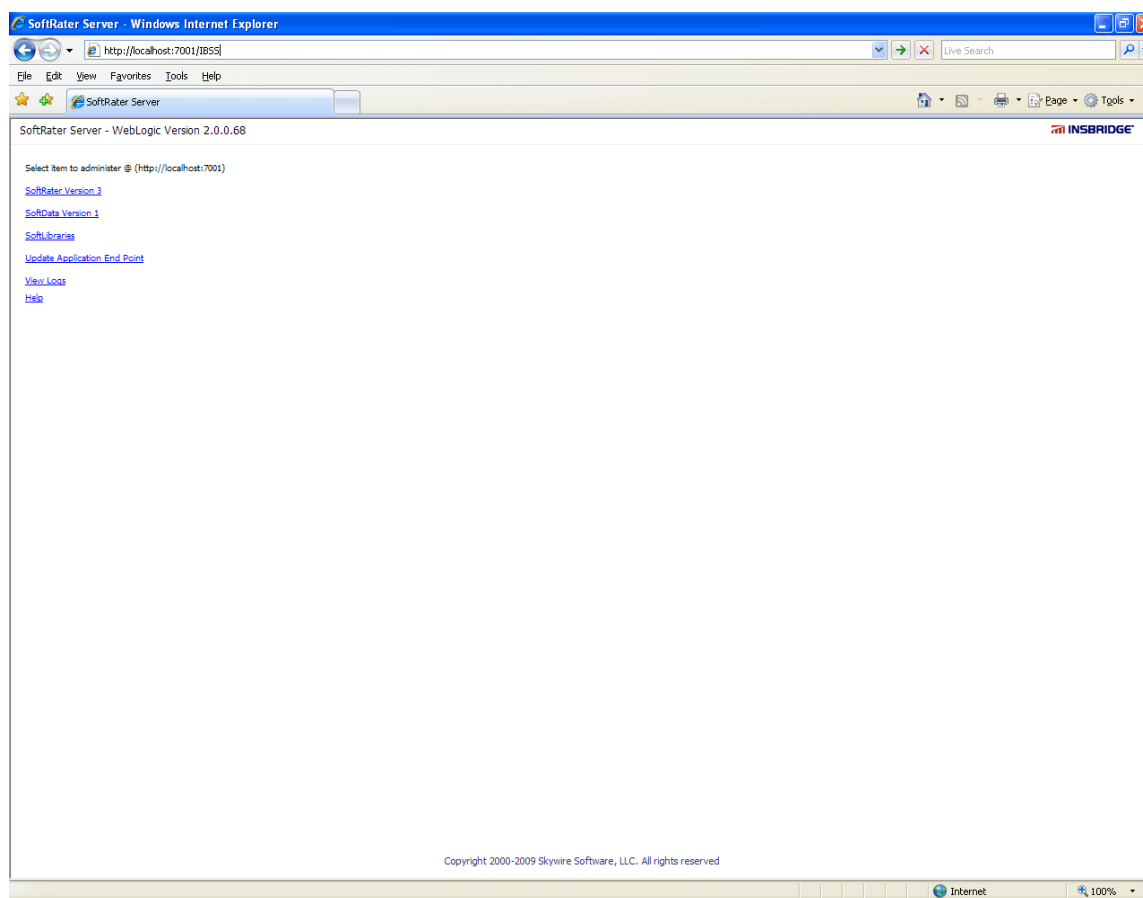 SoftRater Server - Windows Internet Explorer
http://localhost:7001/IBSS
Live Search
File Edit View Favorites Tools Help
SoftRater Server
Page Tools
SoftRater Server - WebLogic Version 2.0.0.68
INSBRIDGE
Select item to administer @ (http://localhost:7001)
SoftRater Version 3
SoftData Version 1
SoftLibraries
Update Application End Point
View Logs
Help
Copyright 2000-2009 Skywire Software, LLC. All rights reserved
Internet
100%